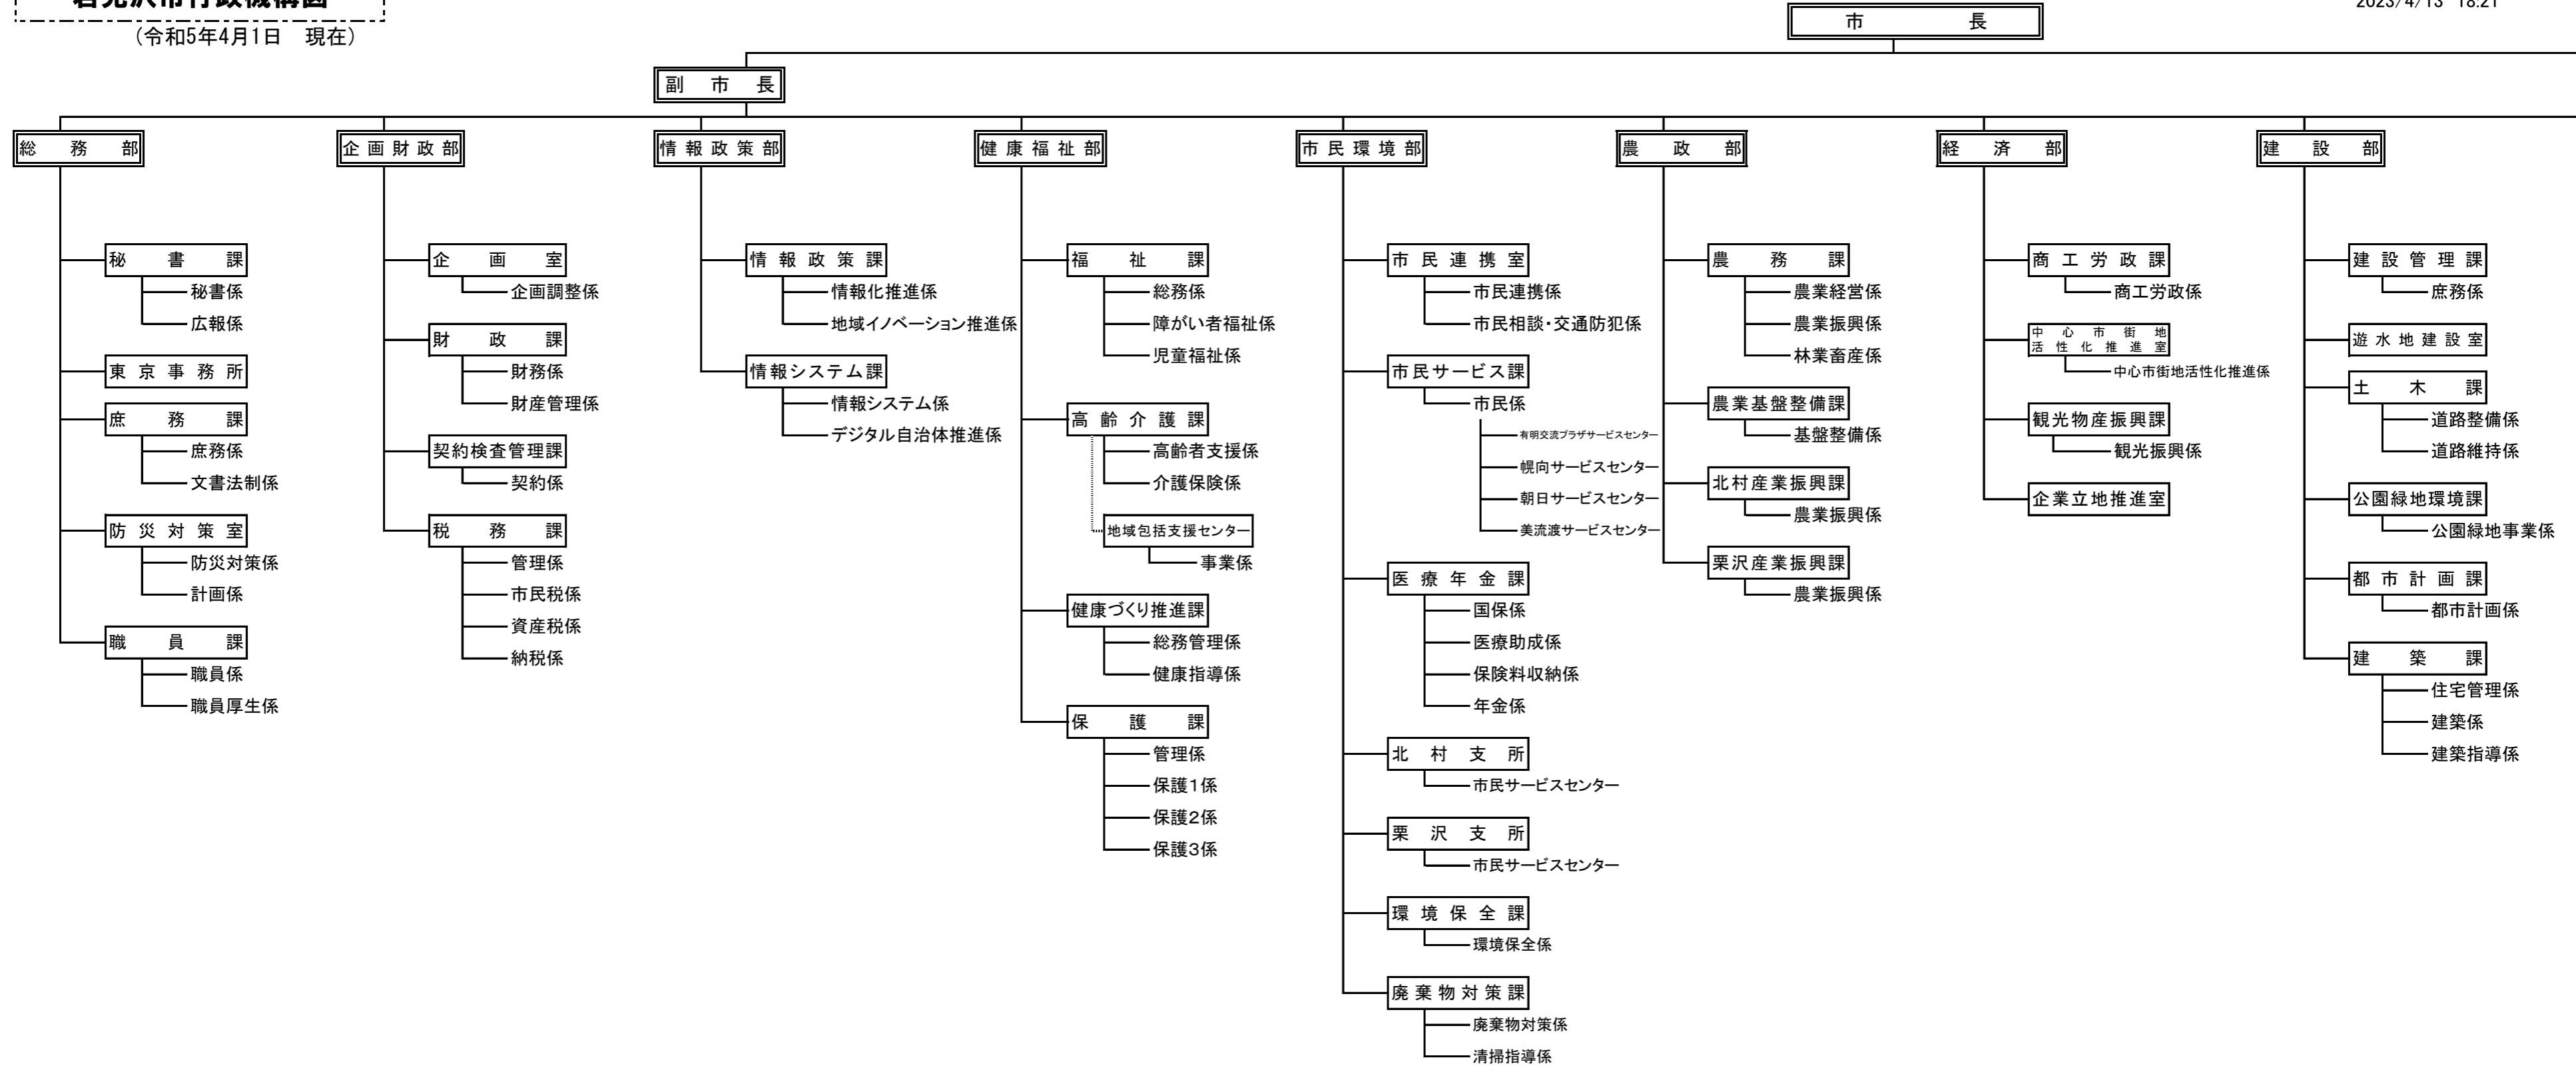 岩見沢市行政機構図
(令和5年4月1日 現在)
2023/4/13 18:21
市長
副市長
総務部
秘書課
秘書係
広報係
東京事務所
庶務課
庶務係
文書法制係
防災対策室
防災対策係
計画係
職員課
職員係
職員厚生係
企画財政部
企画室
企画調整係
財政課
財務係
財産管理係
契約検査管理課
契約係
税務課
管理係
市民税係
資産税係
納税係
情報政策部
情報政策課
情報化推進係
地域イノベーション推進係
情報システム課
情報システム係
デジタル自治体推進係
健康福祉部
福祉課
総務係
障がい者福祉係
児童福祉係
高齢介護課
高齢者支援係
介護保険係
地域包括支援センター
事業係
健康づくり推進課
総務管理係
健康指導係
保護課
管理係
保護1係
保護2係
保護3係
市民環境部
市民連携室
市民連携係
市民相談・交通防犯係
市民サービス課
市民係
有明交流プラザサービスセンター
幌向サービスセンター
朝日サービスセンター
美流渡サービスセンター
医療年金課
国保係
医療助成係
保険料収納係
年金係
北村支所
市民サービスセンター
栗沢支所
市民サービスセンター
環境保全課
環境保全係
廃棄物対策課
廃棄物対策係
清掃指導係
農政部
農務課
農業経営係
農業振興係
林業畜産係
農業基盤整備課
基盤整備係
北村産業振興課
農業振興係
栗沢産業振興課
農業振興係
経済部
商工労政課
商工労政係
中心市街地
活性化推進室
中心市街地活性化推進係
観光物産振興課
観光振興係
企業立地推進室
建設部
建設管理課
庶務係
遊水地建設室
土木課
道路整備係
道路維持係
公園緑地環境課
公園緑地事業係
都市計画課
都市計画係
建築課
住宅管理係
建築係
建築指導係